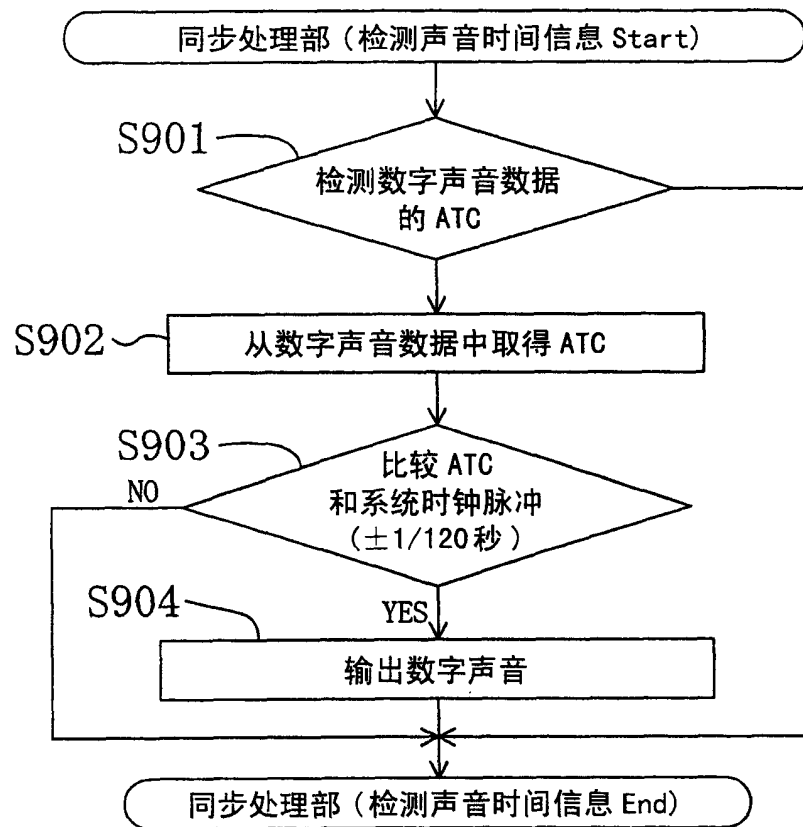 同步处理部（检测声音时间信息 Start）
S901
检测数字声音数据
的 ATC
S902
从数字声音数据中取得 ATC
S903
比较 ATC
和系统时钟脉冲
（±1/120 秒）
NO
YES
S904
输出数字声音
同步处理部（检测声音时间信息 End）